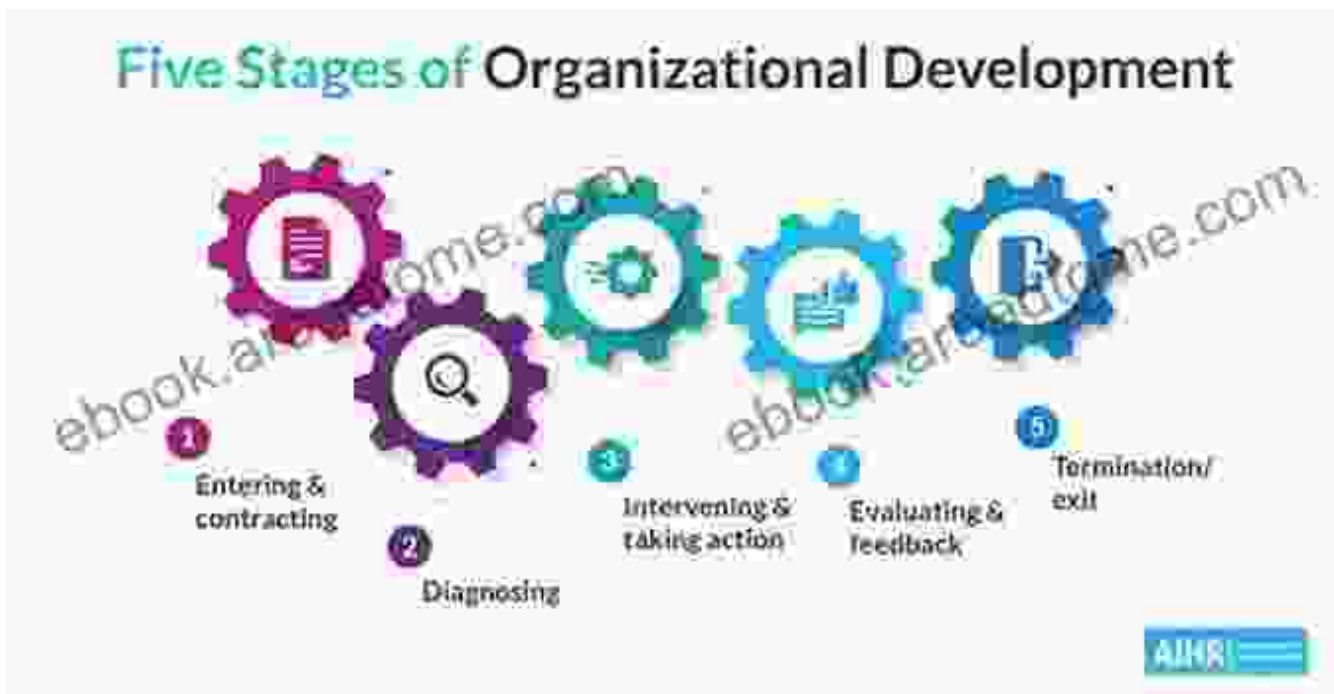 Five Stages of Organizational Development
1
Entering &
contracting
2
Diagnosing
3
Intervening &
taking action
4
Evaluating &
feedback
5
Termination/
exit
AIHR